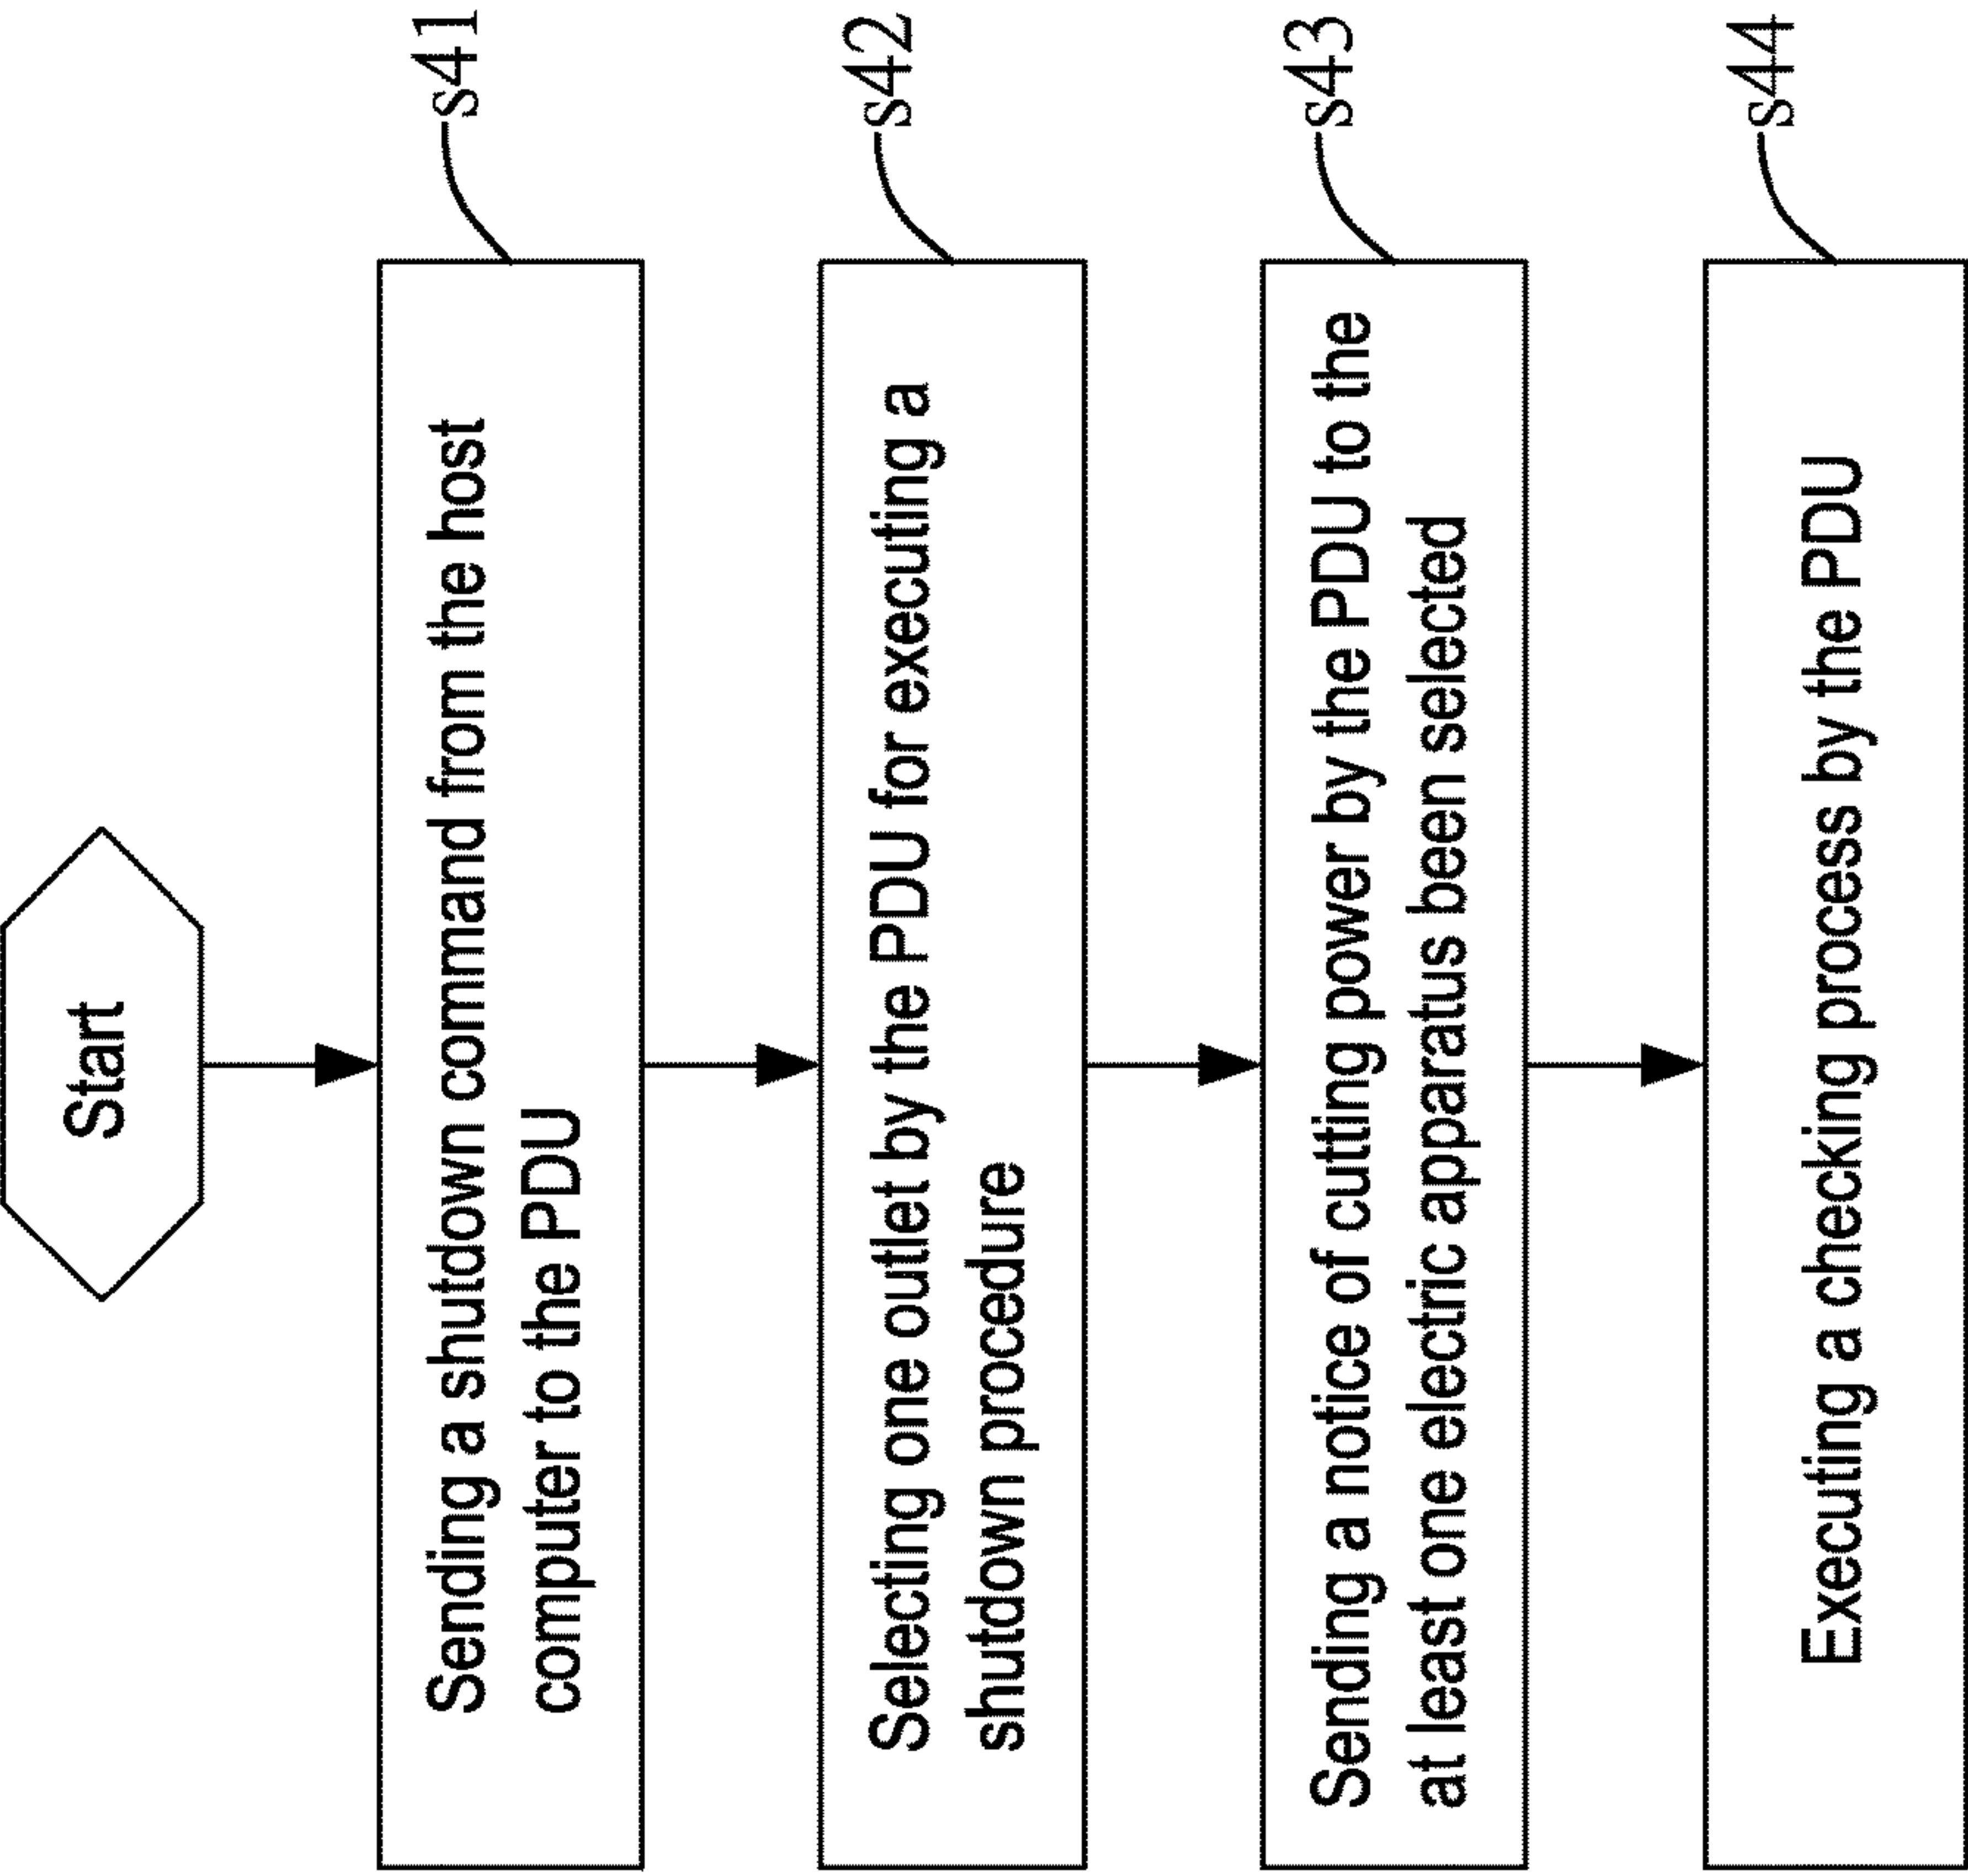 Start
Sending a shutdown command from the host
computer to the PDU
s41
Selecting one outlet by the PDU for executing a
shutdown procedure
s42
Sending a notice of cutting power by the PDU to the
at least one electric apparatus been selected
s43
Executing a checking process by the PDU
s44